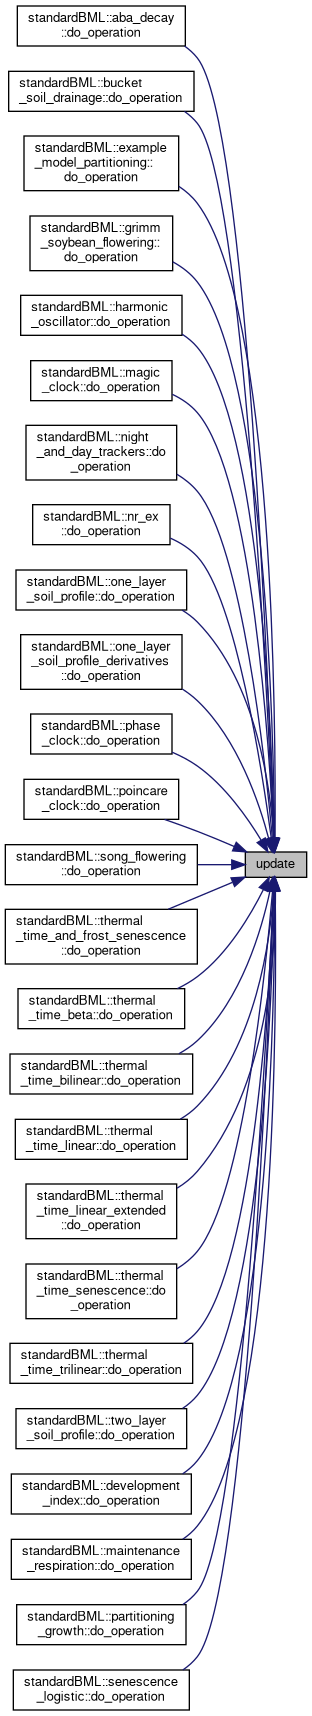 standardBML::aba_decay
::do_operation
standardBML::bucket
_soil_drainage::do_operation
standardBML::example
_model_partitioning::
do_operation
standardBML::grimm
_soybean_flowering::
do_operation
standardBML::harmonic
_oscillator::do_operation
standardBML::magic
_clock::do_operation
standardBML::night
_and_day_trackers::do
_operation
standardBML::nr_ex
::do_operation
standardBML::one_layer
_soil_profile::do_operation
standardBML::one_layer
_soil_profile_derivatives
::do_operation
standardBML::phase
_clock::do_operation
standardBML::poincare
_clock::do_operation
standardBML::song_flowering
::do_operation
update
standardBML::thermal
_time_and_frost_senescence
::do_operation
standardBML::thermal
_time_beta::do_operation
standardBML::thermal
_time_bilinear::do_operation
standardBML::thermal
_time_linear::do_operation
standardBML::thermal
_time_linear_extended
::do_operation
standardBML::thermal
_time_senescence::do
_operation
standardBML::thermal
_time_trilinear::do_operation
standardBML::two_layer
_soil_profile::do_operation
standardBML::development
_index::do_operation
standardBML::maintenance
_respiration::do_operation
standardBML::partitioning
_growth::do_operation
standardBML::senescence
_logistic::do_operation